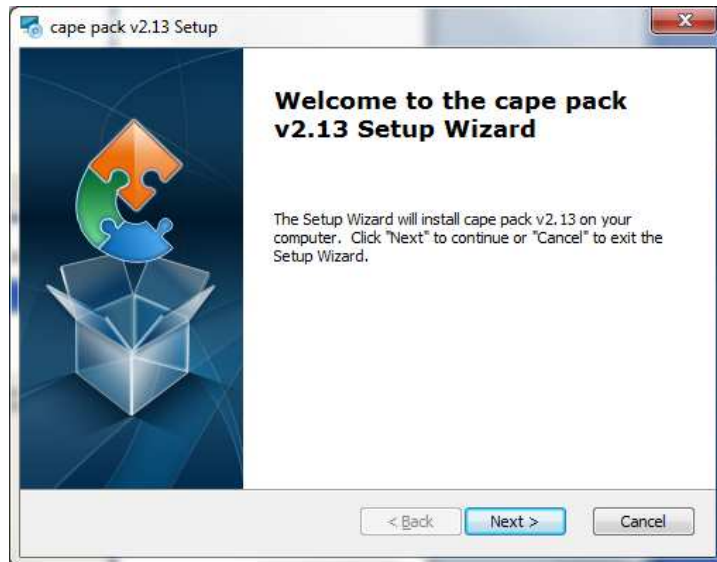 cape pack v2.13 Setup
Welcome to the cape pack
v2.13 Setup Wizard
The Setup Wizard will install cape pack v2.13 on your
computer. Click "Next" to continue or "Cancel" to exit the
Setup Wizard.
< Back
Next >
Cancel